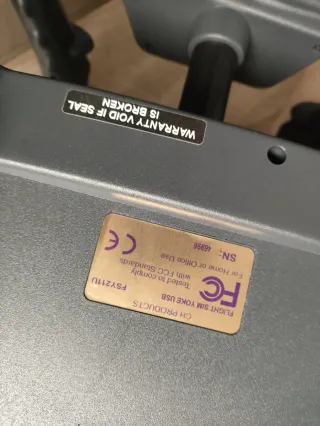 WARRANTY VOID IF SEAL
IS BROKEN
CH PRODUCTS
FLIGHT SIM YOKE USB
FSY211U
FC
Tested to comply
with FCC Standards
For Home or Office Use
CE
SN: 46996